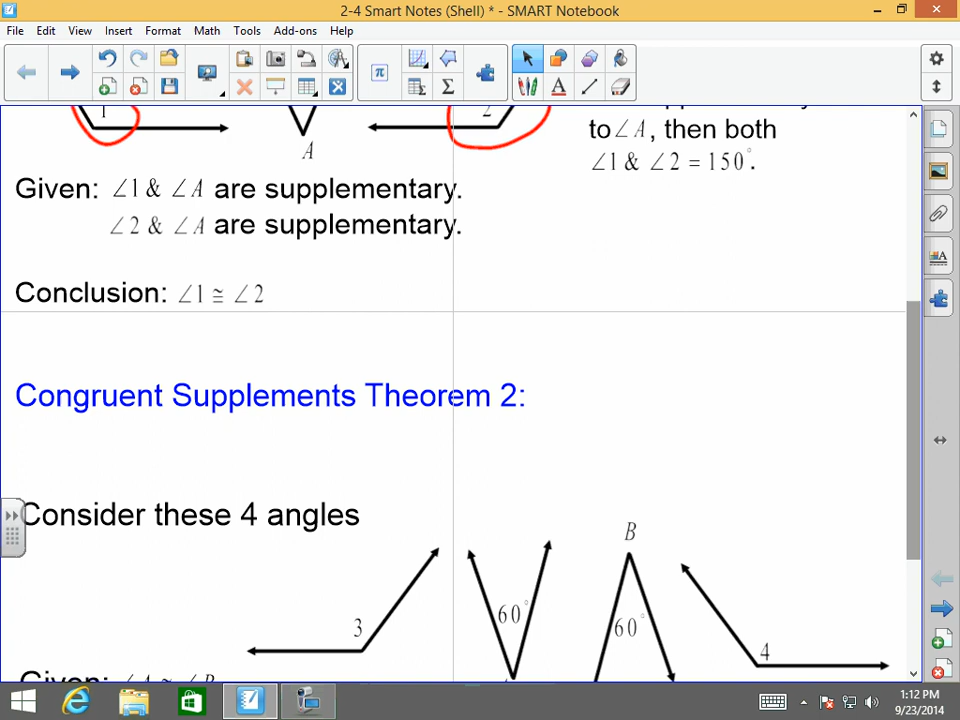 2-4 Smart Notes (Shell) * - SMART Notebook
File Edit View Insert Format Math Tools Add-ons Help
1
2
A
to ∠A, then both
∠1 & ∠2 = 150°.
Given: ∠1 & ∠A are supplementary.
∠2 & ∠A are supplementary.
Conclusion: ∠1 ≅ ∠2
Congruent Supplements Theorem 2:
Consider these 4 angles
B
3
60°
60°
4
Given: ∠A ≅ ∠B
1:12 PM
9/23/2014